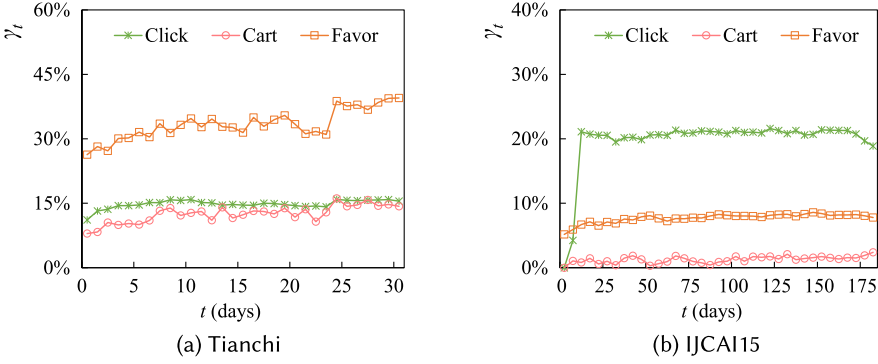 γt
60%
45%
30%
15%
0%
Click Cart Favor
0 5 10 15 20 25 30
t (days)
(a) Tianchi
γt
40%
30%
20%
10%
0%
Click Cart Favor
0 25 50 75 100 125 150 175
t (days)
(b) IJCAI15